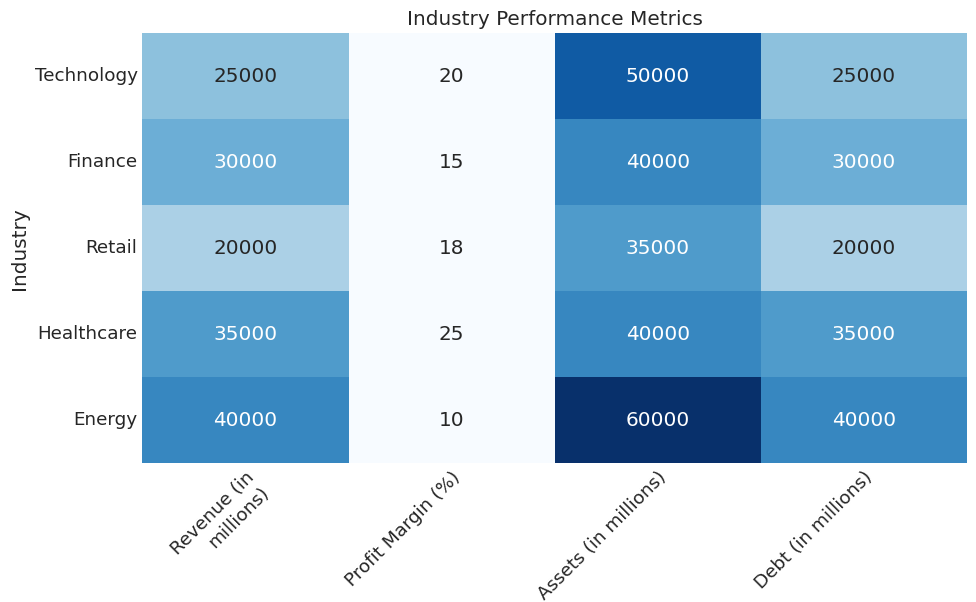 Industry Performance Metrics
Industry
Technology 25000 20 50000 25000
Finance 30000 15 40000 30000
Retail 20000 18 35000 20000
Healthcare 35000 25 40000 35000
Energy 40000 10 60000 40000
Revenue (in
millions)
Profit Margin (%)
Assets (in millions)
Debt (in millions)